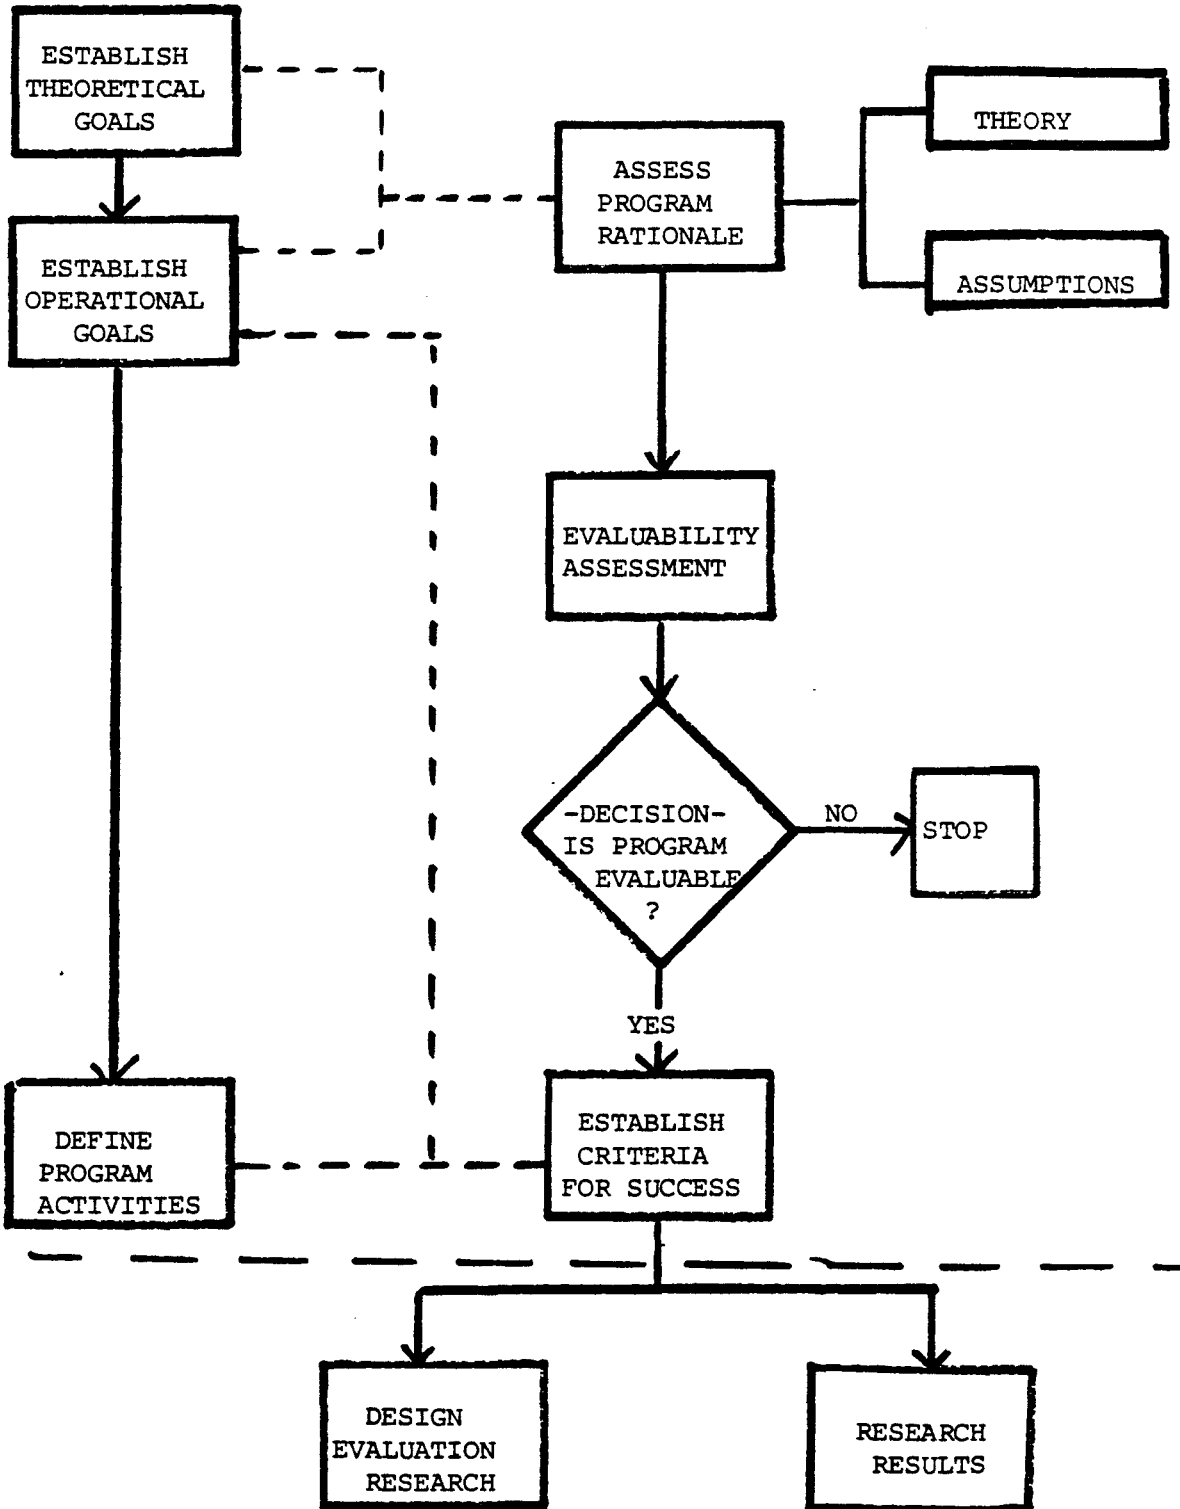 ESTABLISH
THEORETICAL
GOALS
ESTABLISH
OPERATIONAL
GOALS
ASSESS
PROGRAM
RATIONALE
THEORY
ASSUMPTIONS
EVALUABILITY
ASSESSMENT
-DECISION-
IS PROGRAM
EVALUABLE
?
NO
STOP
YES
DEFINE
PROGRAM
ACTIVITIES
ESTABLISH
CRITERIA
FOR SUCCESS
DESIGN
EVALUATION
RESEARCH
RESEARCH
RESULTS